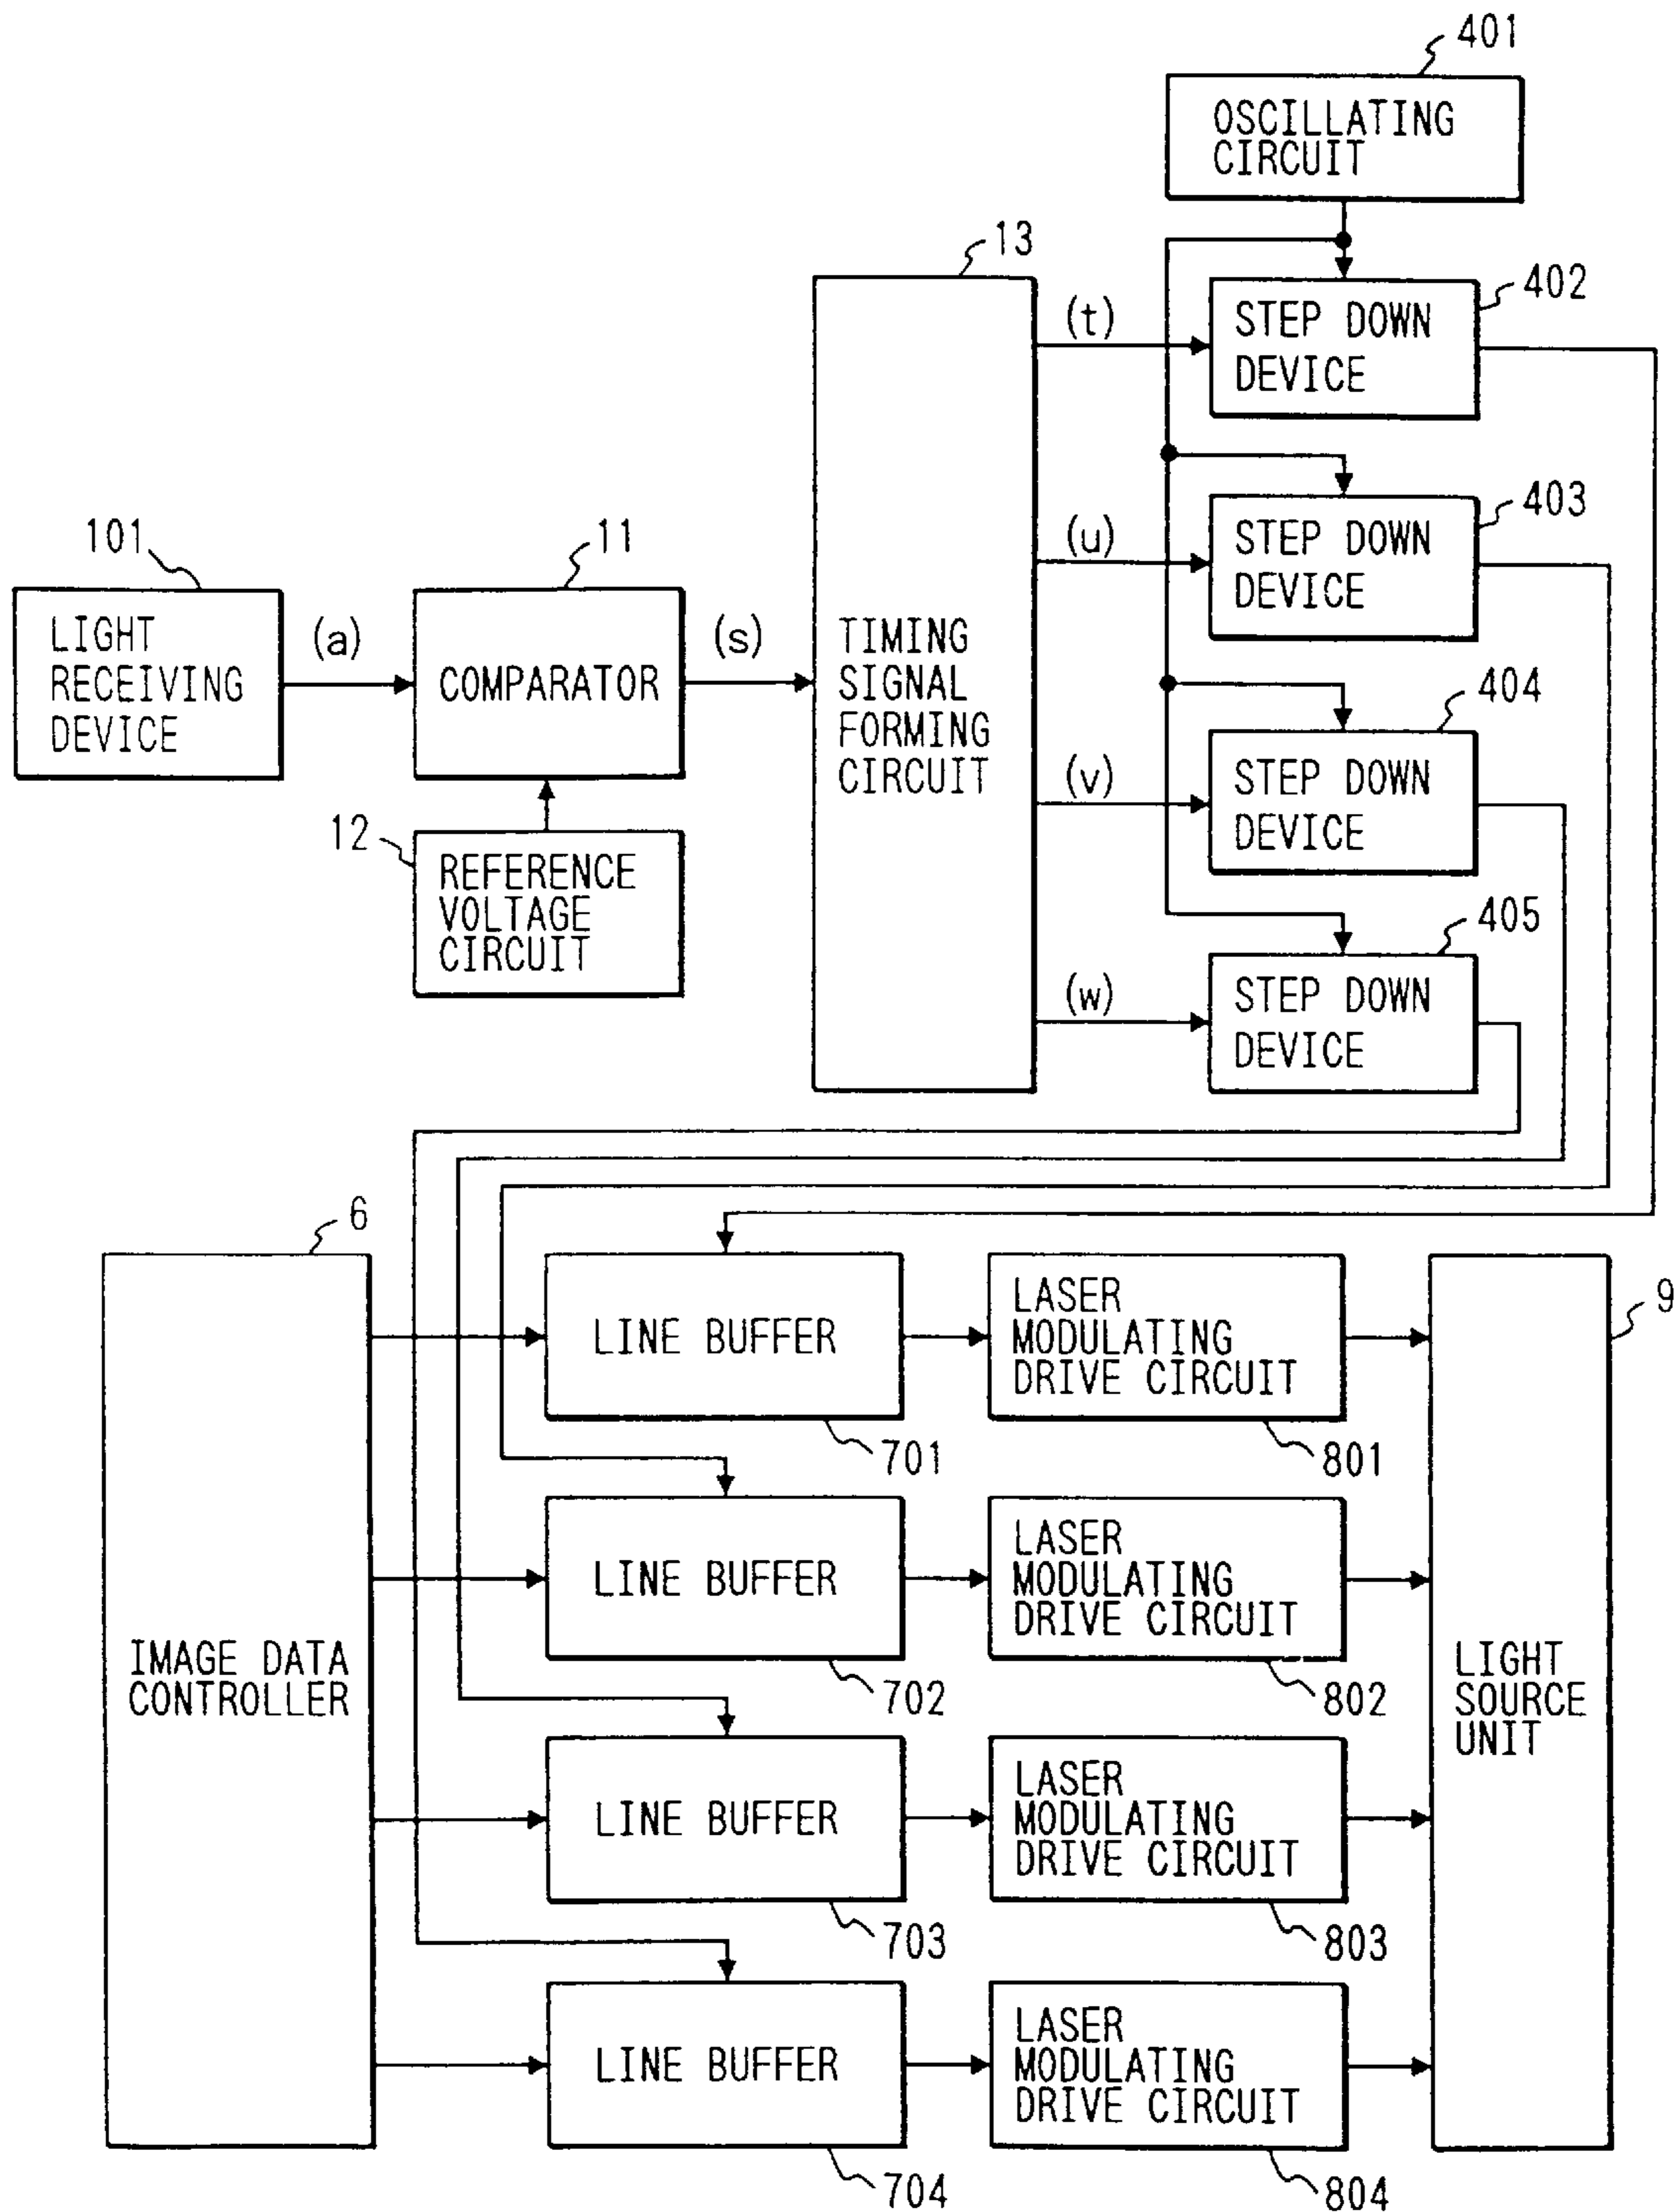 401
OSCILLATING
CIRCUIT
13
402
(t)
STEP DOWN
DEVICE
403
(u)
STEP DOWN
DEVICE
101
11
LIGHT
RECEIVING
DEVICE
(a)
COMPARATOR
(s)
TIMING
SIGNAL
FORMING
CIRCUIT
404
(v)
STEP DOWN
DEVICE
12
REFERENCE
VOLTAGE
CIRCUIT
405
(w)
STEP DOWN
DEVICE
6
9
LINE BUFFER
LASER
MODULATING
DRIVE CIRCUIT
701
801
LINE BUFFER
LASER
MODULATING
DRIVE CIRCUIT
IMAGE DATA
CONTROLLER
LIGHT
SOURCE
UNIT
702
802
LINE BUFFER
LASER
MODULATING
DRIVE CIRCUIT
703
803
LINE BUFFER
LASER
MODULATING
DRIVE CIRCUIT
704
804